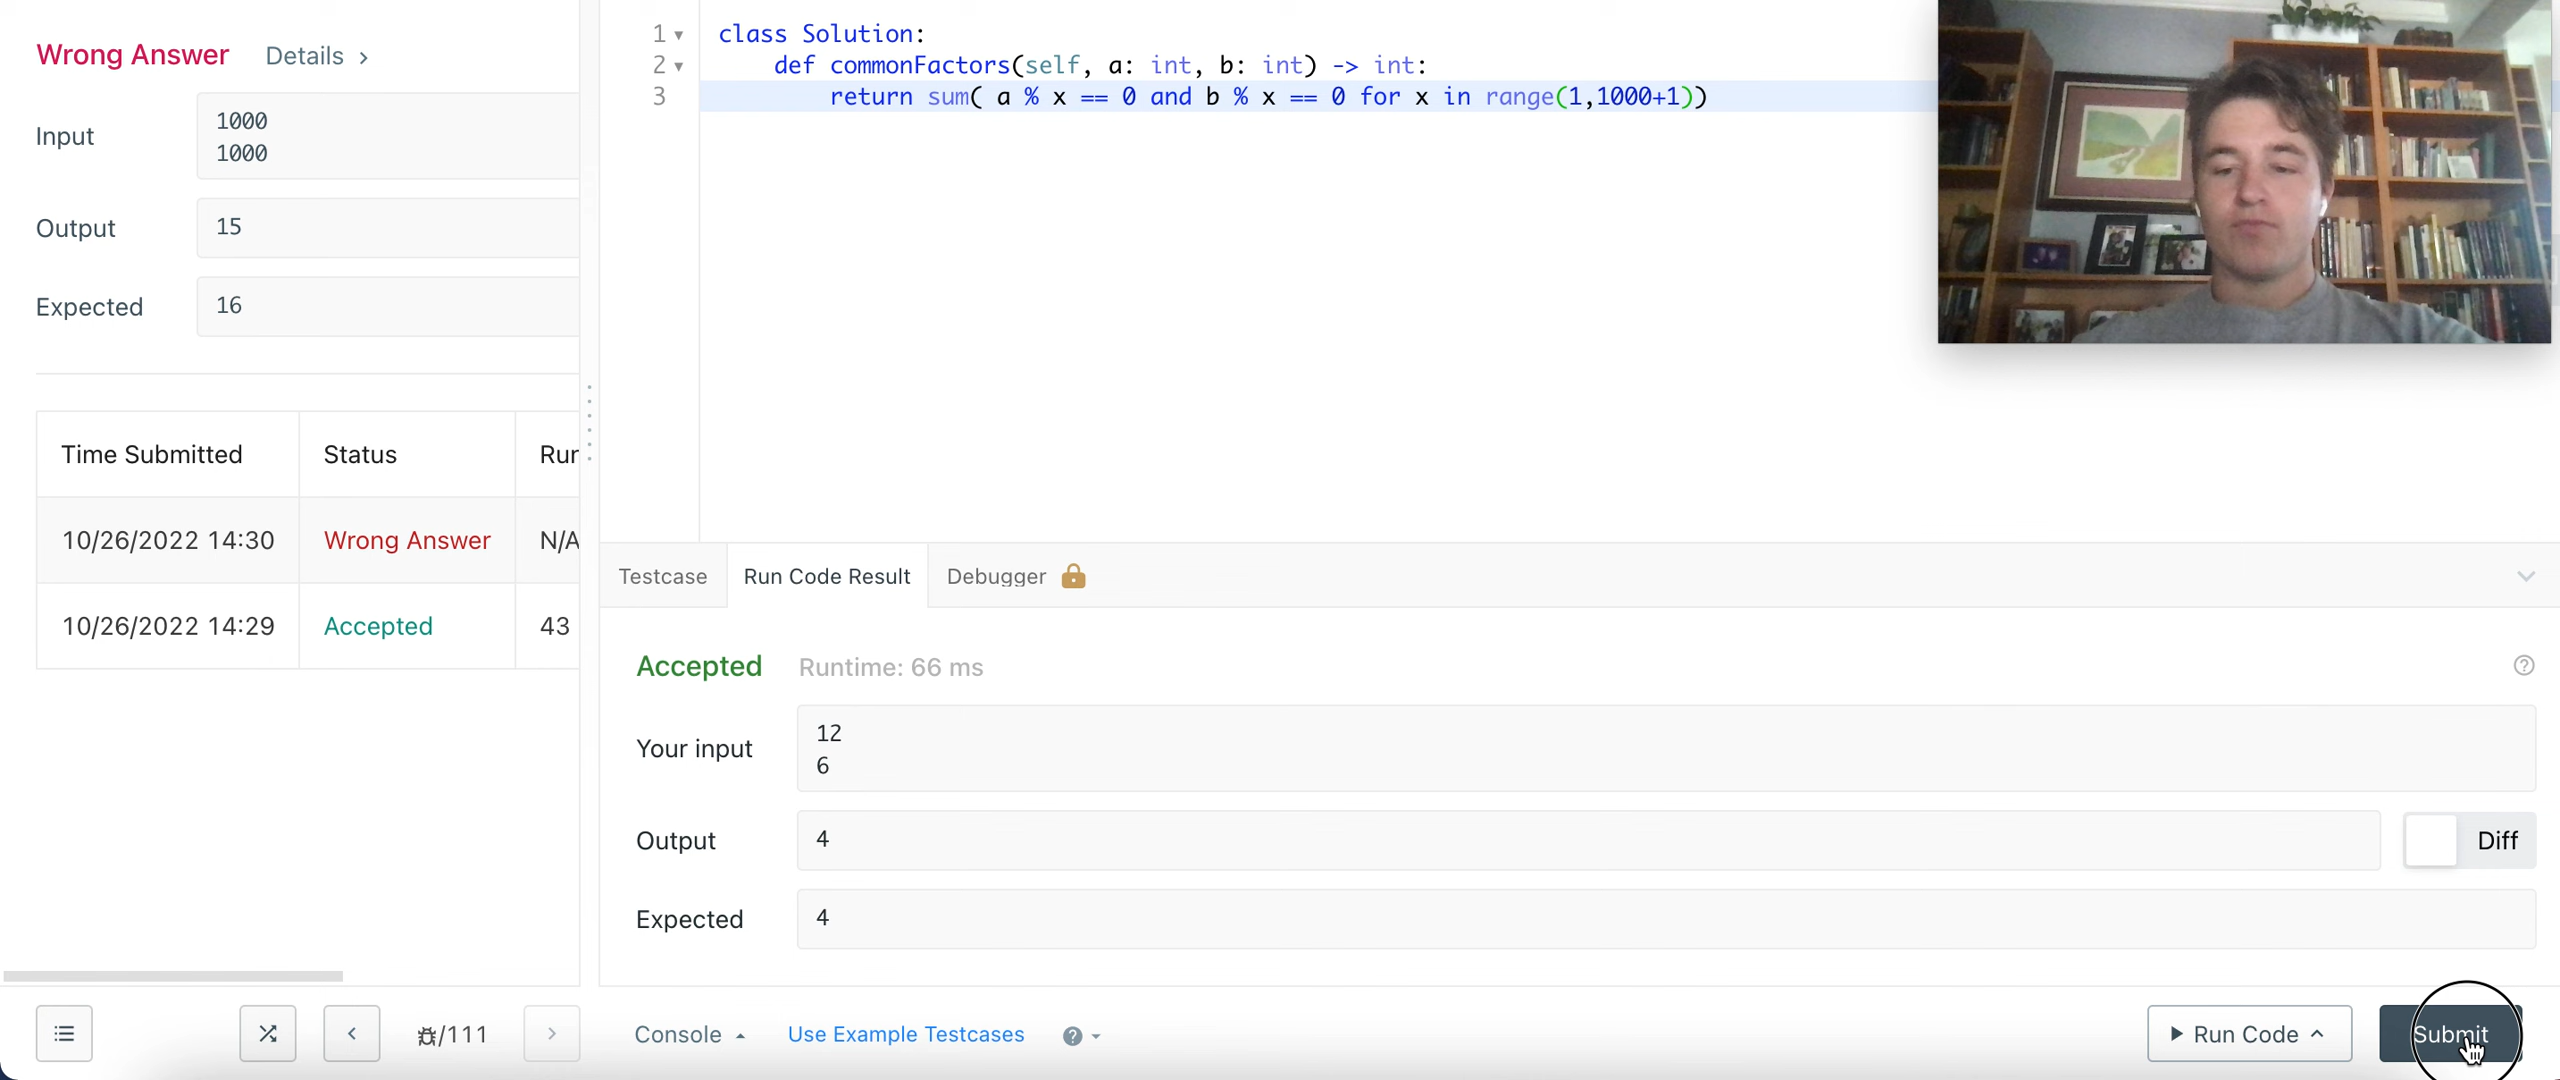 Wrong Answer Details >
Input
1000
1000
Output
15
Expected
16
Time Submitted Status Run
10/26/2022 14:30 Wrong Answer N/A
10/26/2022 14:29 Accepted 43
/111
1 class Solution:
2 def commonFactors(self, a: int, b: int) -> int:
3 return sum( a % x == 0 and b % x == 0 for x in range(1,1000+1))
Testcase Run Code Result Debugger
Accepted Runtime: 66 ms
Your input
12
6
Output
4
Diff
Expected
4
Console Use Example Testcases
Run Code Submit